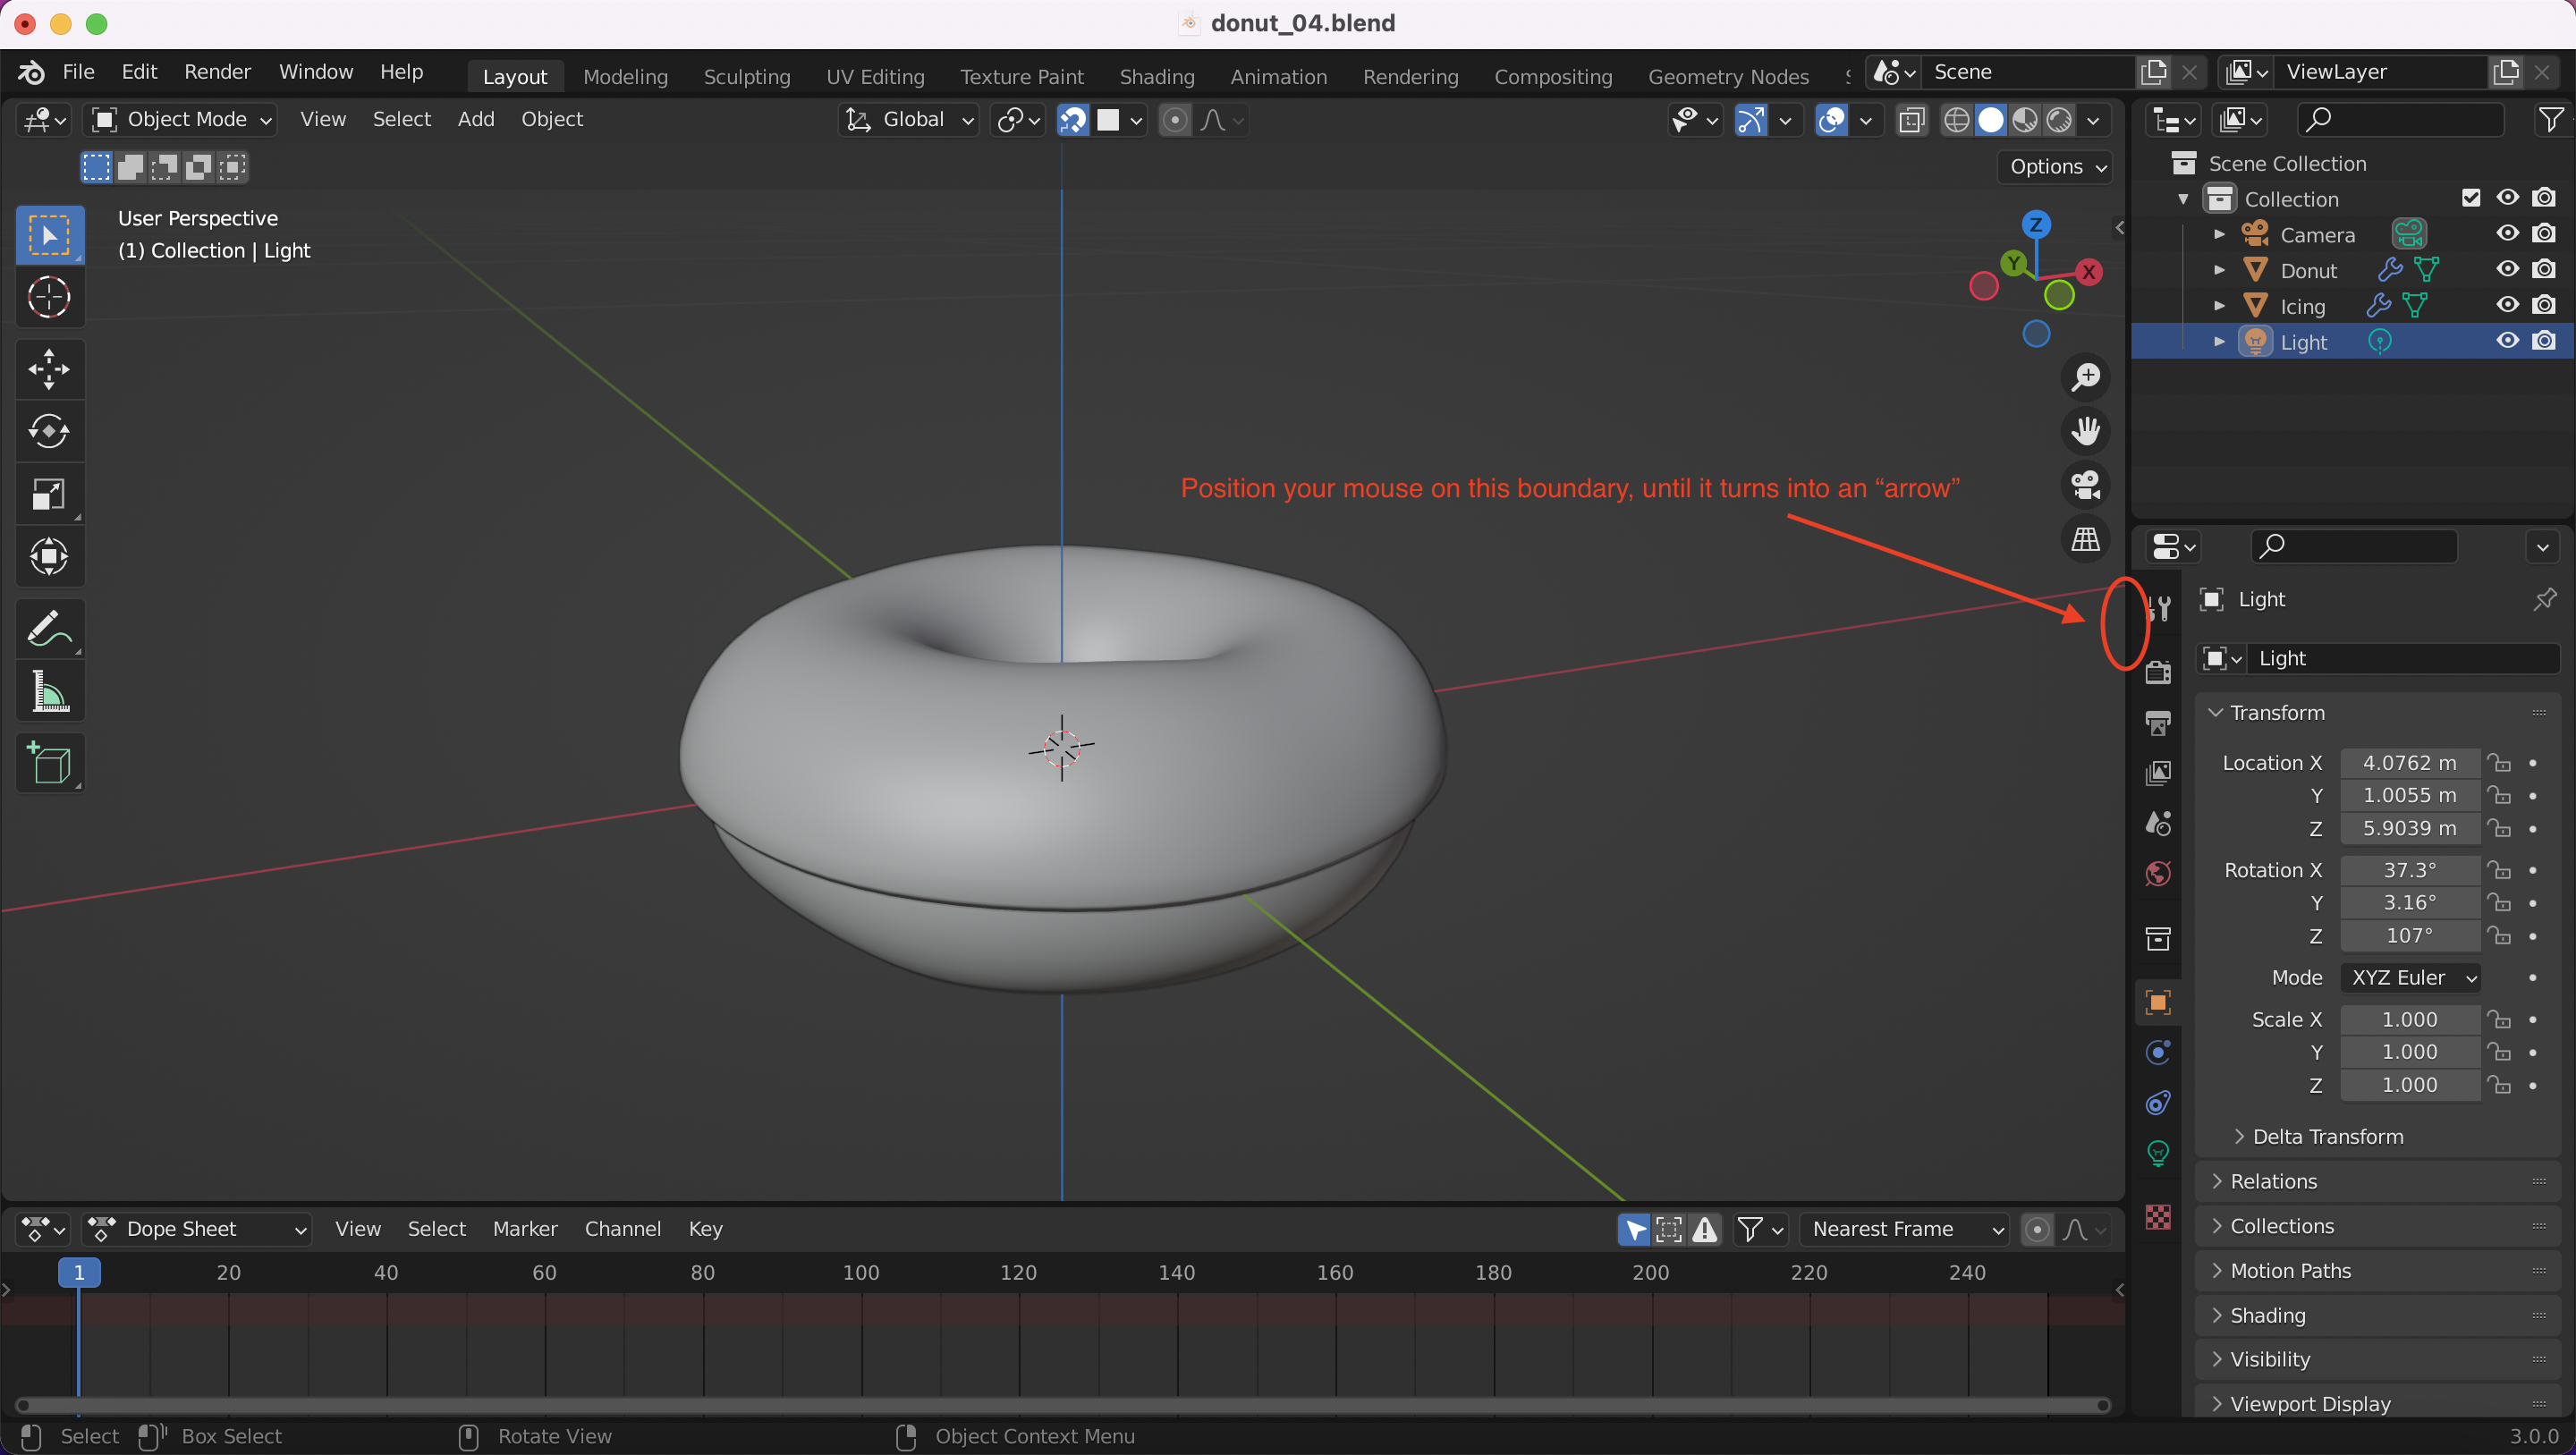 donut_04.blend
File Edit Render Window Help
Layout Modeling Sculpting UV Editing Texture Paint Shading Animation Rendering Compositing Geometry Nodes
Scene
ViewLayer
Object Mode View Select Add Object
Global
Options
User Perspective
(1) Collection | Light
Z
Y
X
Position your mouse on this boundary, until it turns into an “arrow”
Scene Collection
Collection
Camera
Donut
Icing
Light
Light
Light
Transform
Location X 4.0762 m
Y 1.0055 m
Z 5.9039 m
Rotation X 37.3°
Y 3.16°
Z 107°
Mode XYZ Euler
Scale X 1.000
Y 1.000
Z 1.000
Delta Transform
Relations
Collections
Motion Paths
Shading
Visibility
Viewport Display
Dope Sheet View Select Marker Channel Key
Nearest Frame
1 20 40 60 80 100 120 140 160 180 200 220 240
Select Box Select Rotate View Object Context Menu 3.0.0